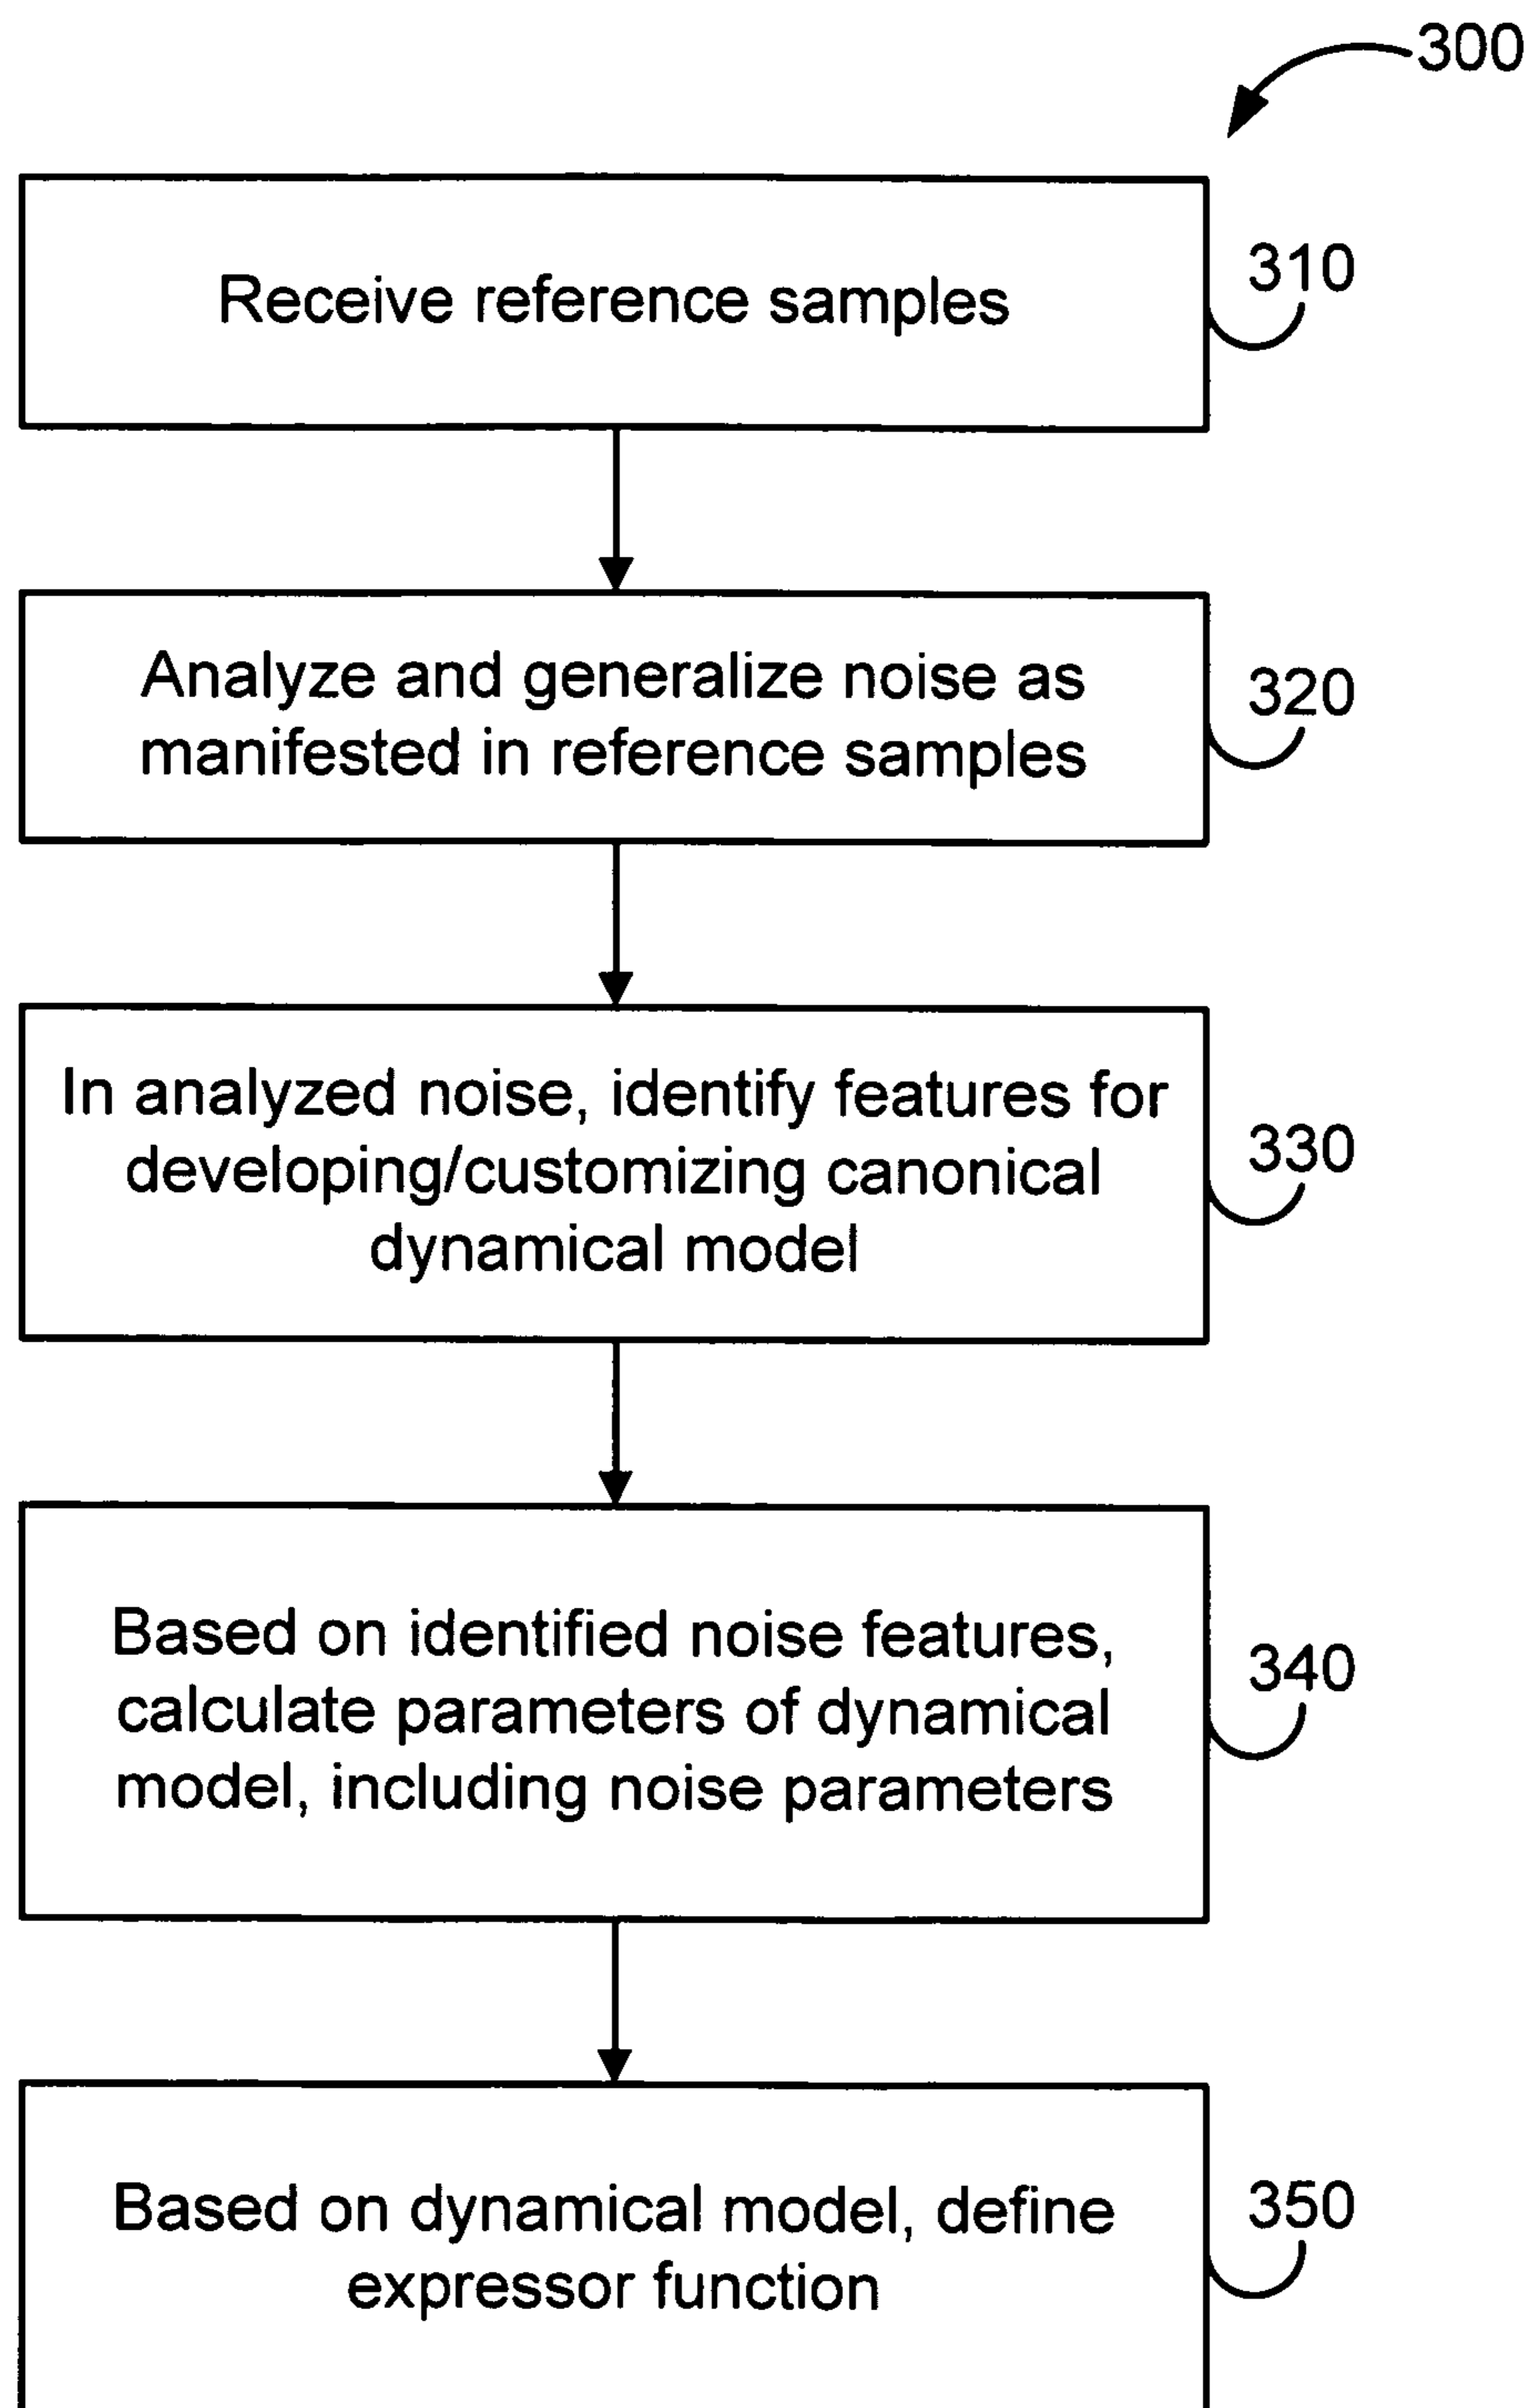 300
Receive reference samples
310
Analyze and generalize noise as
manifested in reference samples
320
In analyzed noise, identify features for
developing/customizing canonical
dynamical model
330
Based on identified noise features,
calculate parameters of dynamical
model, including noise parameters
340
Based on dynamical model, define
expressor function
350